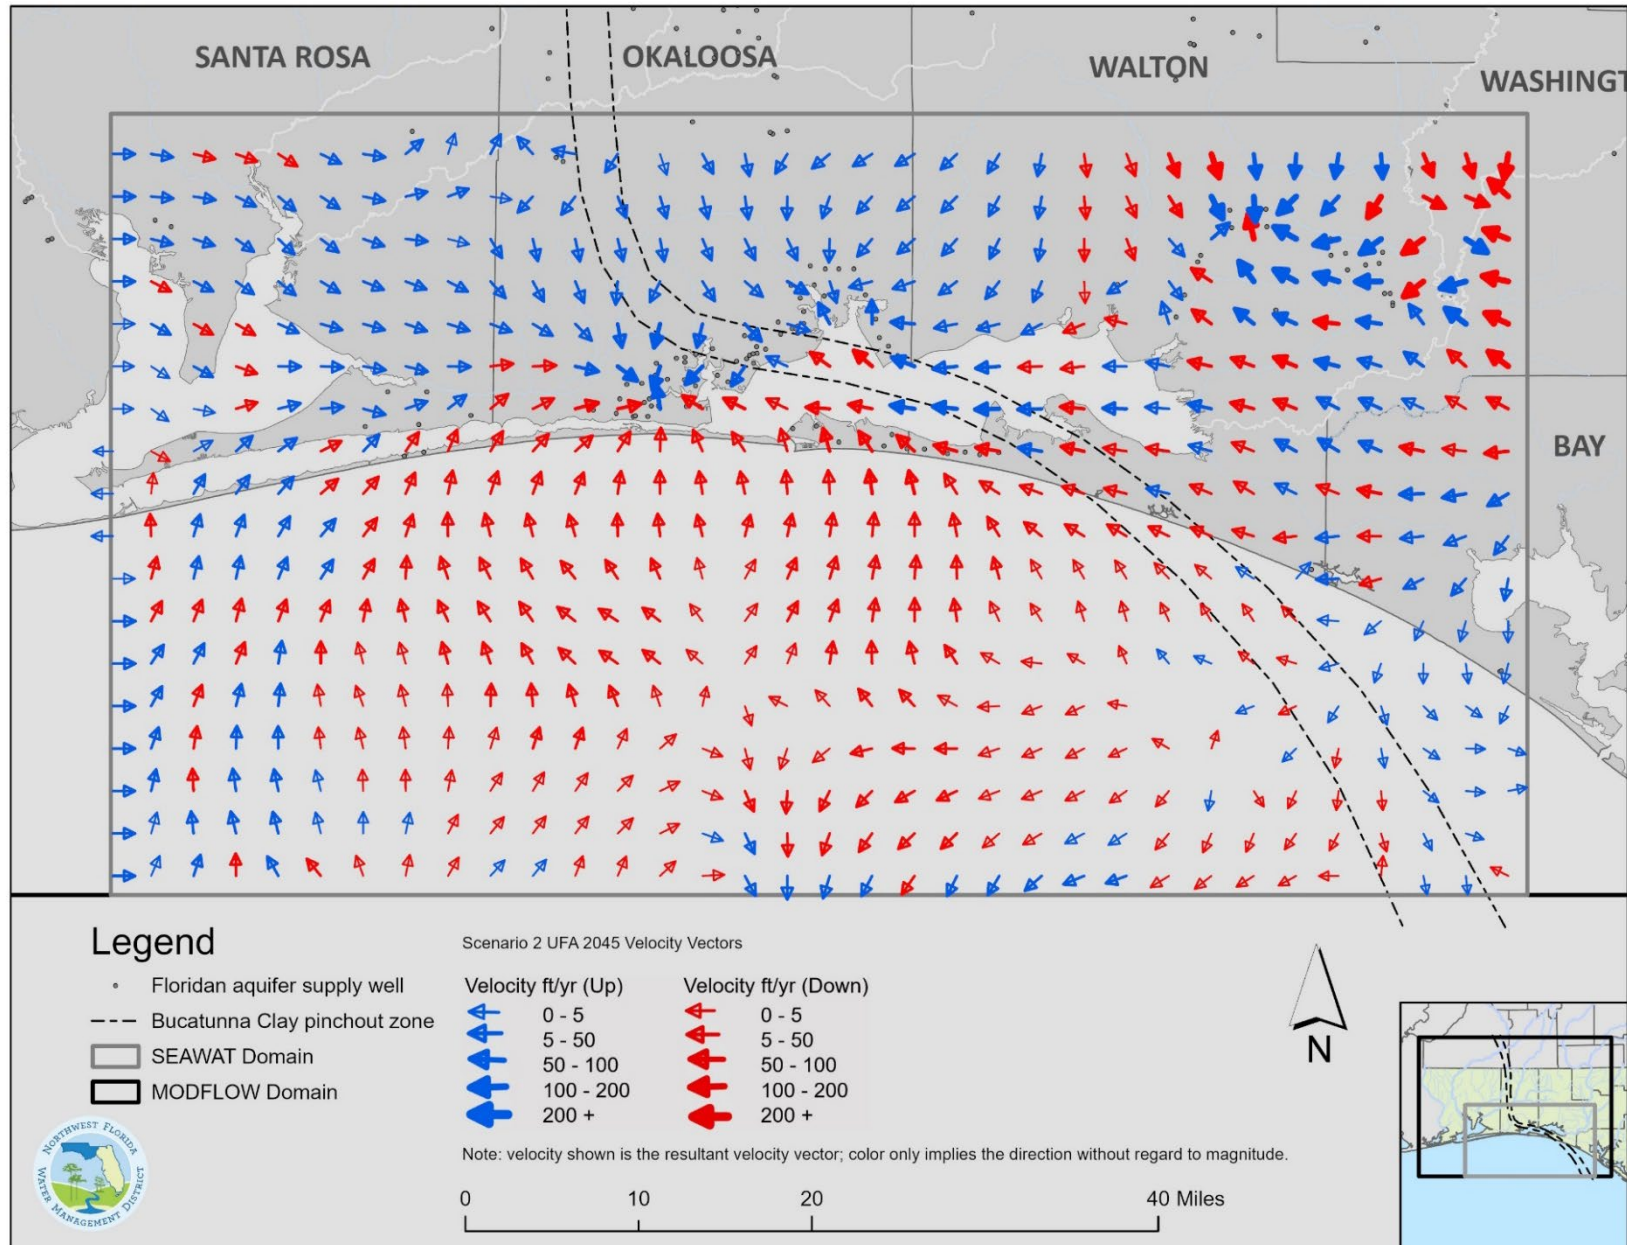 SANTA ROSA
OKALOOSA
WALTON
WASHINGT
BAY
Legend
Floridan aquifer supply well
Bucatunna Clay pinchout zone
SEAWAT Domain
MODFLOW Domain
Scenario 2 UFA 2045 Velocity Vectors
Velocity ft/yr (Up)
0 - 5
5 - 50
50 - 100
100 - 200
200 +
Velocity ft/yr (Down)
0 - 5
5 - 50
50 - 100
100 - 200
200 +
Note: velocity shown is the resultant velocity vector; color only implies the direction without regard to magnitude.
0 10 20 40 Miles
N
NORTHWEST FLORIDA
WATER MANAGEMENT DISTRICT